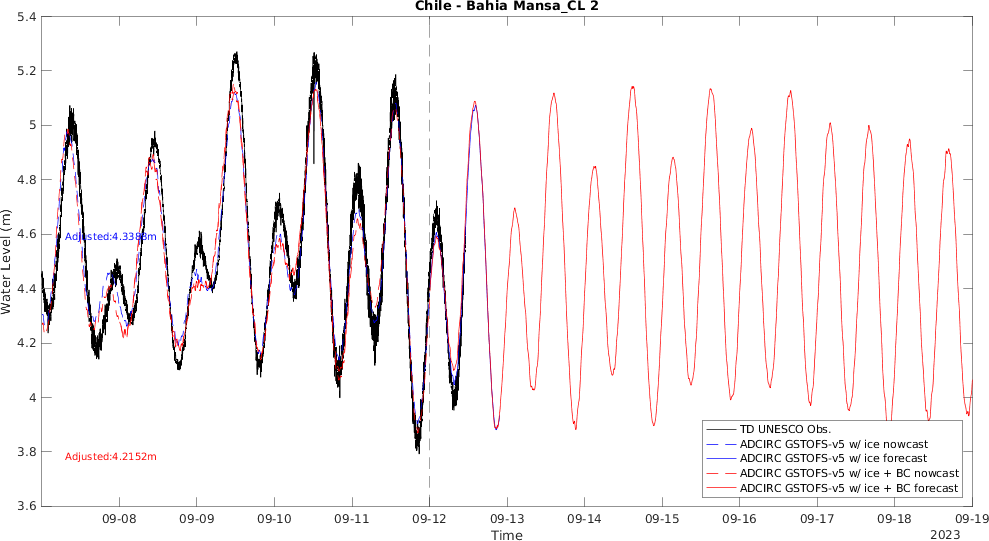 Chile - Bahia Mansa_CL 2
5.4
5.2
5
4.8
4.6
4.4
4.2
4
3.8
3.6
Water Level (m)
Adjusted:4.3383m
Adjusted:4.2152m
TD UNESCO Obs.
ADCIRC GSTOFS-v5 w/ ice nowcast
ADCIRC GSTOFS-v5 w/ ice forecast
ADCIRC GSTOFS-v5 w/ ice + BC nowcast
ADCIRC GSTOFS-v5 w/ ice + BC forecast
09-08 09-09 09-10 09-11 09-12 09-13 09-14 09-15 09-16 09-17 09-18 09-19
Time
2023